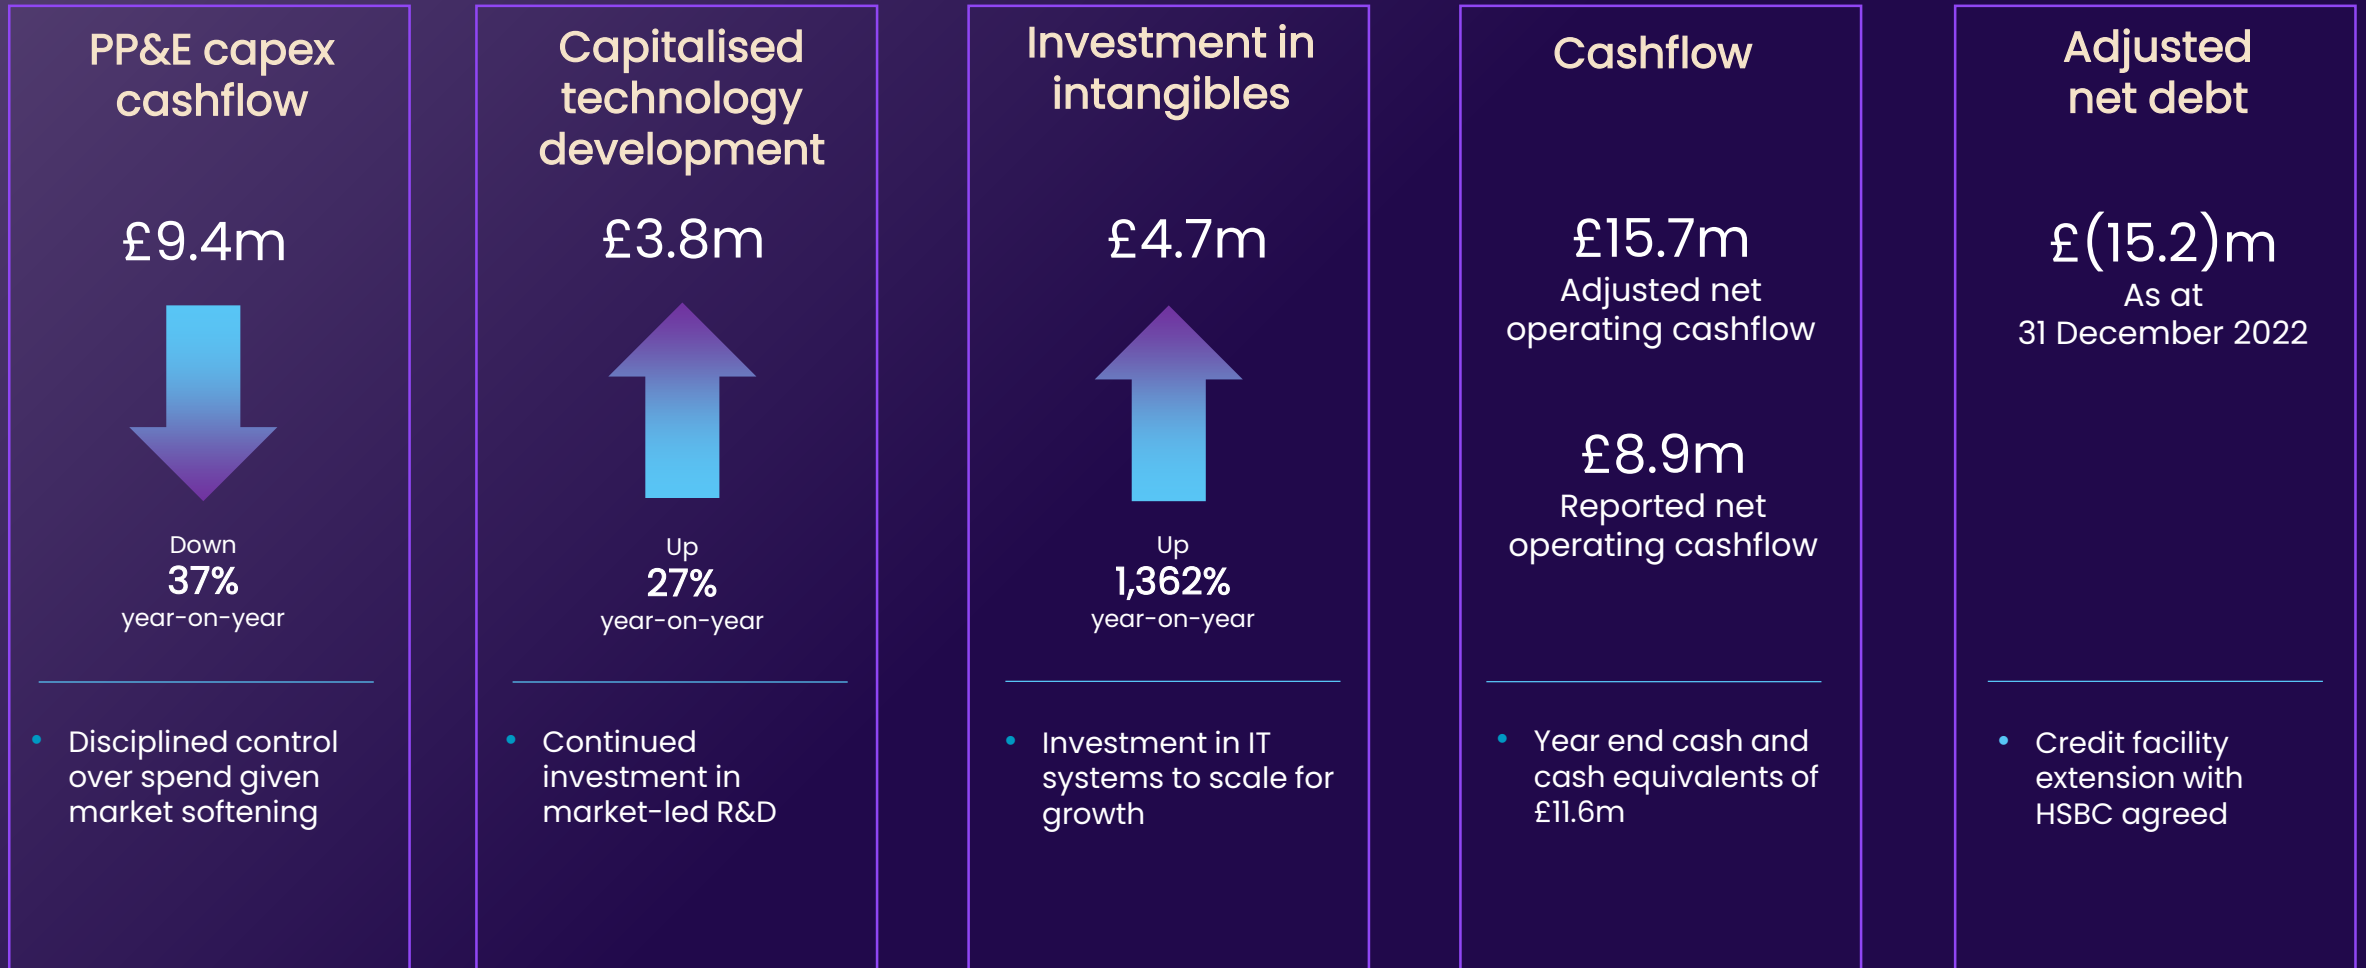 PP&E capex
cashflow
£9.4m
Down
37%
year-on-year
• Disciplined control
over spend given
market softening
Capitalised
technology
development
£3.8m
Up
27%
year-on-year
• Continued
investment in
market-led R&D
Investment in
intangibles
£4.7m
Up
1,362%
year-on-year
• Investment in IT
systems to scale for
growth
Cashflow
£15.7m
Adjusted net
operating cashflow
£8.9m
Reported net
operating cashflow
• Year end cash and
cash equivalents of
£11.6m
Adjusted
net debt
£(15.2)m
As at
31 December 2022
• Credit facility
extension with
HSBC agreed